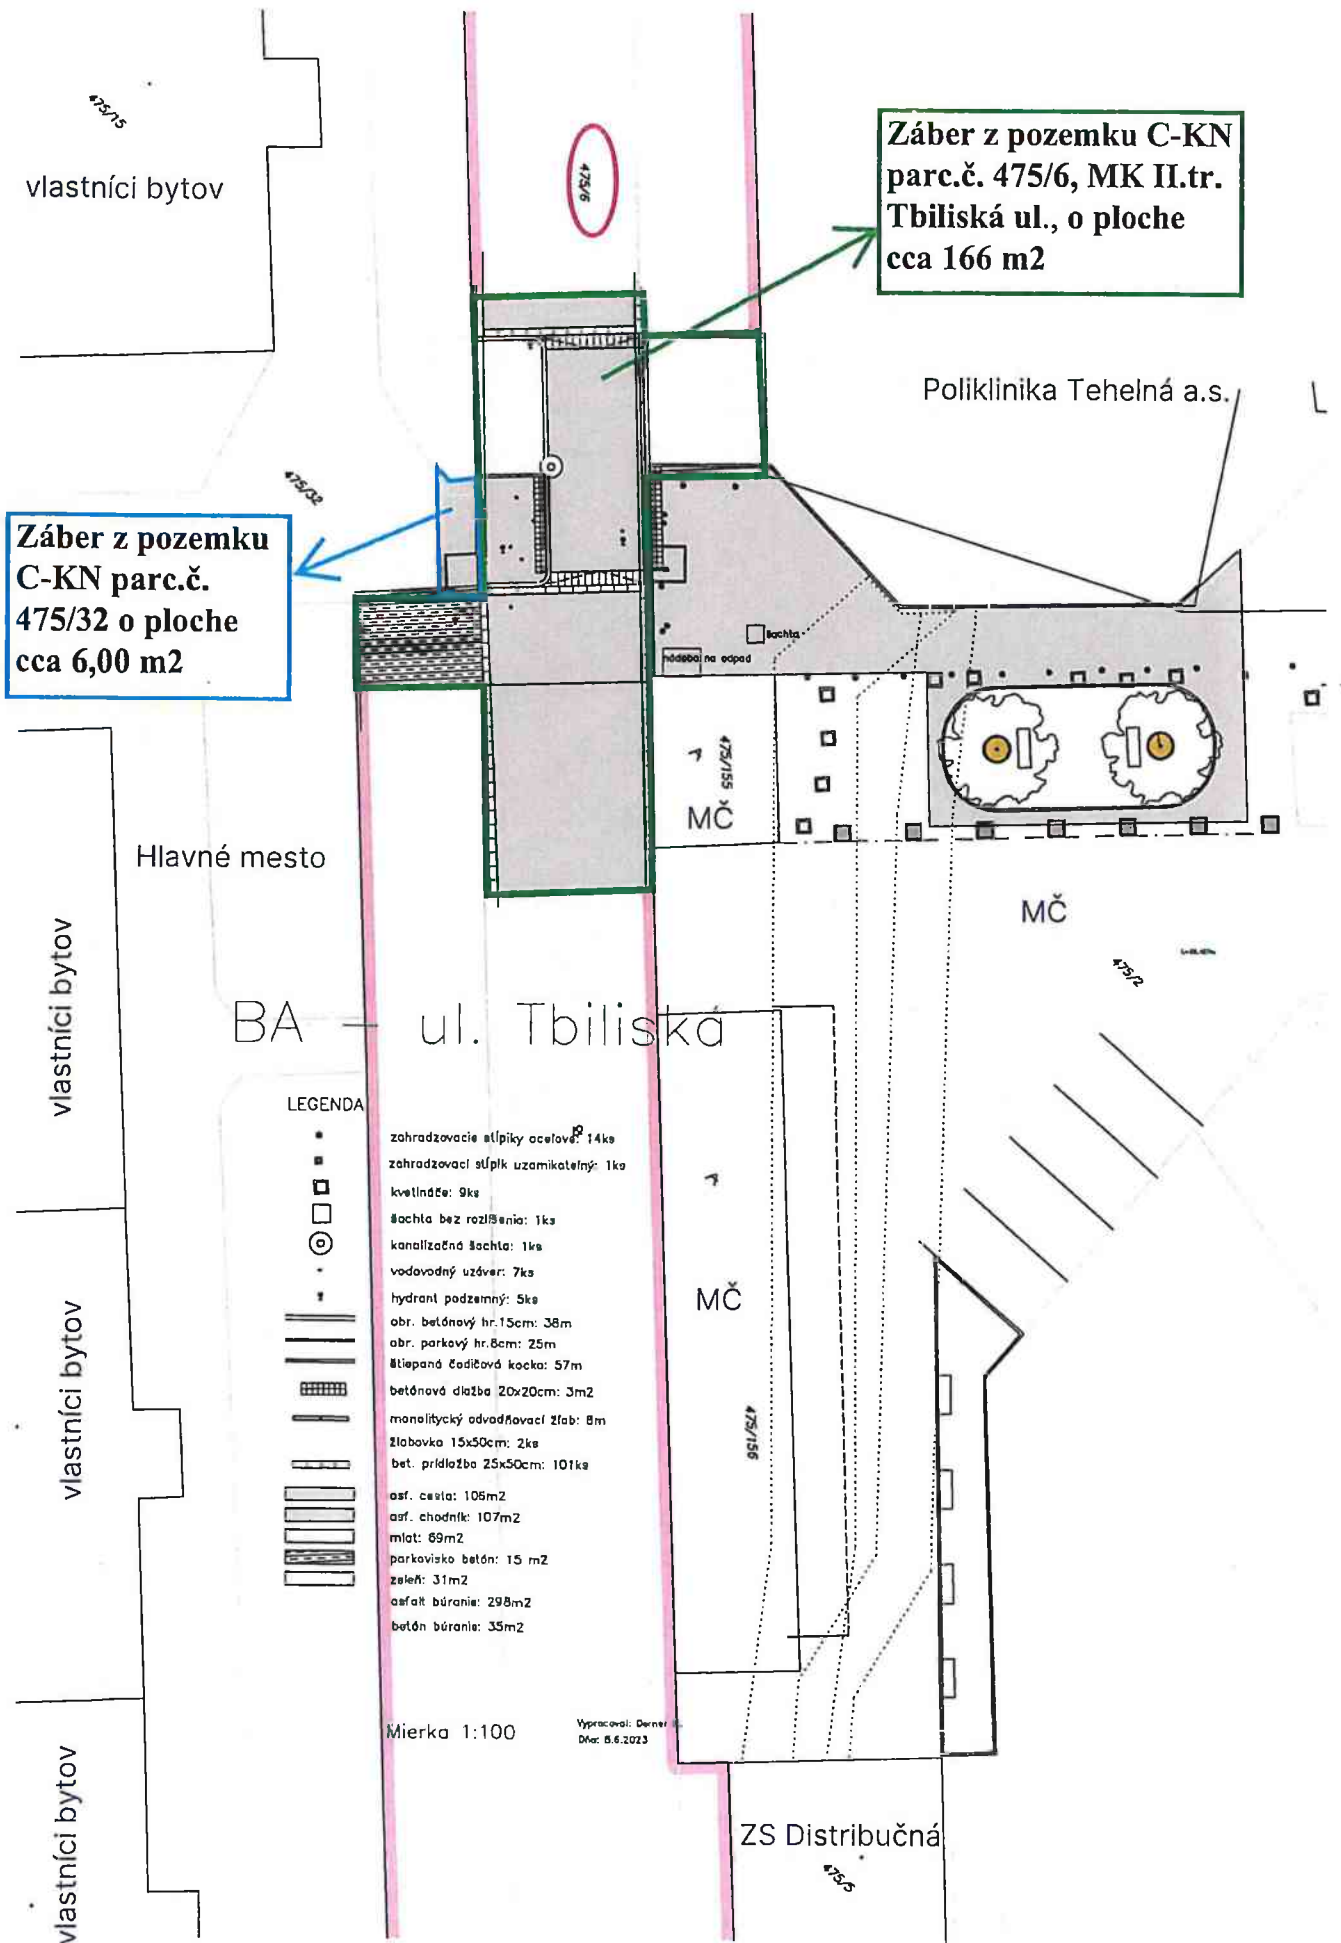 475/15
vlastníci bytov
475/6
Záber z pozemku C-KN
parc.č. 475/6, MK II.tr.
Tbiliská ul., o ploche
cca 166 m2
Poliklinika Tehelná a.s.
L
475/32
Záber z pozemku
C-KN parc.č.
475/32 o ploche
cca 6,00 m2
šachta
nádoba na odpad
475/155
MČ
Hlavné mesto
MČ
475/2
vlastníci bytov
BA - ul. Tbiliská
LEGENDA
zahradzovacie stĺpiky oceľové: 14ks
zahradzovací stĺpik uzamikateľný: 1ks
kvetináče: 9ks
šachta bez rozlíšenia: 1ks
kanalizačná šachta: 1ks
vodovodný uzáver: 7ks
hydrant podzemný: 5ks
obr. betónový hr.15cm: 38m
obr. parkový hr.8cm: 25m
štiepaná čadičová kocka: 57m
betónová dlažba 20x20cm: 3m2
monolitycký odvodňovací žľab: 8m
žlabovka 15x50cm: 2ks
bet. prídlažba 25x50cm: 101ks
asf. cesta: 106m2
asf. chodník: 107m2
mlat: 69m2
parkovisko betón: 15 m2
zeleň: 31m2
asfalt búranie: 298m2
betón búranie: 35m2
MČ
vlastníci bytov
475/156
Mierka 1:100
Vypracoval: Derner
Dňa: 6.6.2023
vlastníci bytov
ZS Distribučná
475/5